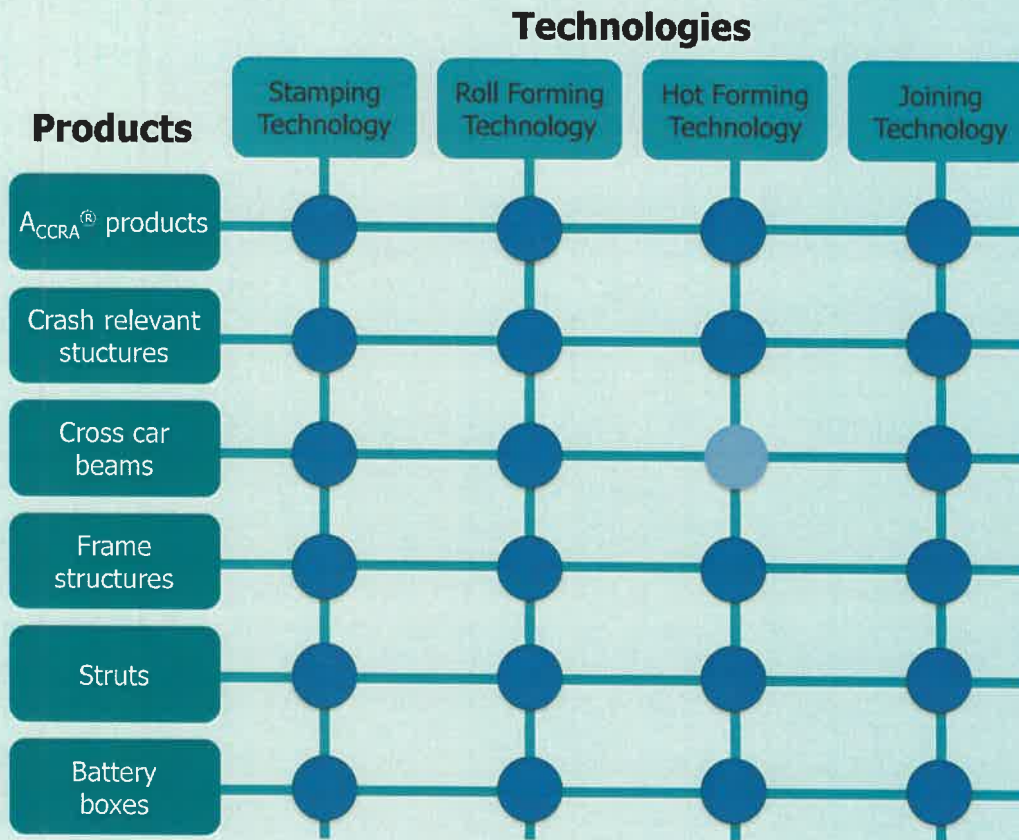 Technologies
Stamping
Technology
Roll Forming
Technology
Hot Forming
Technology
Joining
Technology
Products
ACCRA® products
Crash relevant
stuctures
Cross car
beams
Frame
structures
Struts
Battery
boxes